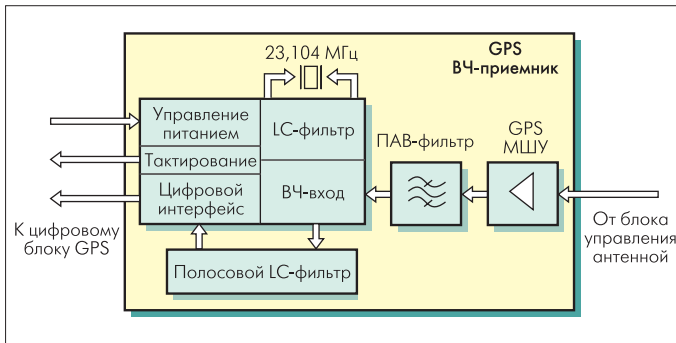 GPS
ВЧ-приемник
23,104 МГц
Управление
питанием
LC-фильтр
Тактирование
Цифровой
интерфейс
ВЧ-вход
ПАВ-фильтр
GPS
МШУ
К цифровому
блоку GPS
От блока
управления
антенной
Полосовой LC-фильтр